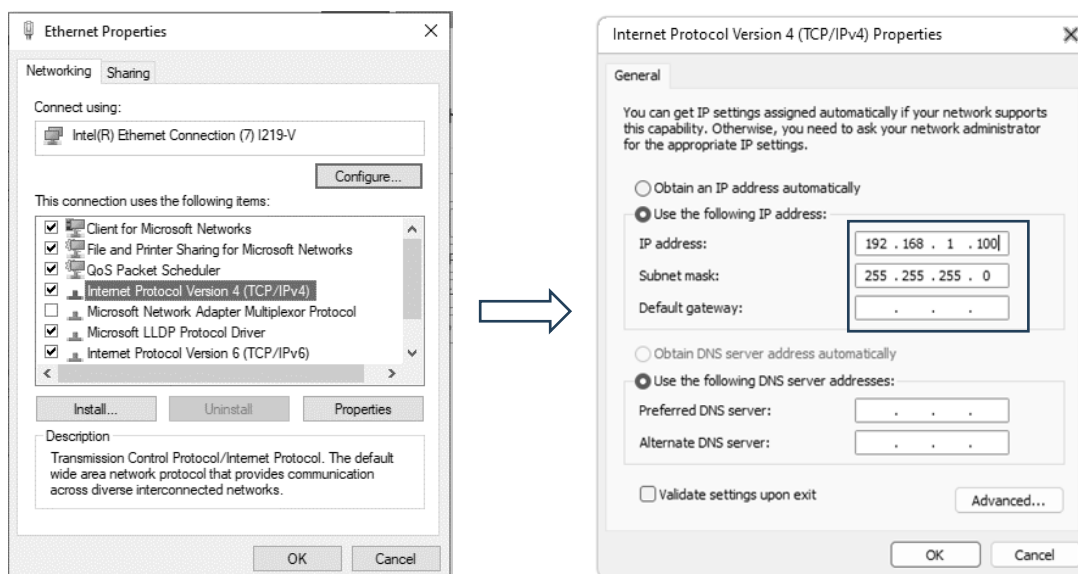 Ethernet Properties
Networking
Sharing
Connect using:
Intel(R) Ethernet Connection (7) I219-V
Configure...
This connection uses the following items:
Client for Microsoft Networks
File and Printer Sharing for Microsoft Networks
QoS Packet Scheduler
Internet Protocol Version 4 (TCP/IPv4)
Microsoft Network Adapter Multiplexor Protocol
Microsoft LLDP Protocol Driver
Internet Protocol Version 6 (TCP/IPv6)
Install... Uninstall Properties
Description
Transmission Control Protocol/Internet Protocol. The default
wide area network protocol that provides communication
across diverse interconnected networks.
OK Cancel
Internet Protocol Version 4 (TCP/IPv4) Properties
General
You can get IP settings assigned automatically if your network supports
this capability. Otherwise, you need to ask your network administrator
for the appropriate IP settings.
Obtain an IP address automatically
Use the following IP address:
IP address: 192 . 168 . 1 . 100
Subnet mask: 255 . 255 . 255 . 0
Default gateway: . . .
Obtain DNS server address automatically
Use the following DNS server addresses:
Preferred DNS server: . . .
Alternate DNS server: . . .
Validate settings upon exit
Advanced...
OK Cancel